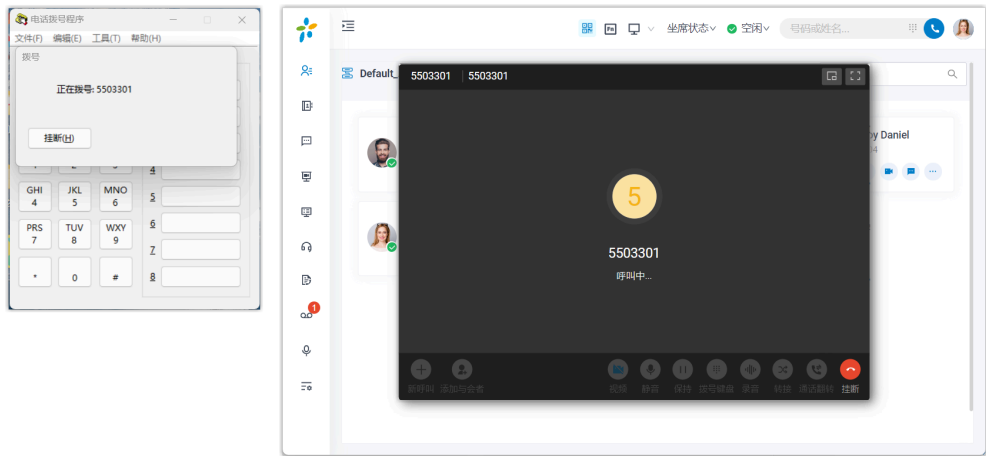 电话拨号程序
文件(F) 编辑(E) 工具(T) 帮助(H)
拨号
正在拨号: 5503301
挂断(H)
4
GHI
4
JKL
5
MNO
6
5
PRS
7
TUV
8
WXY
9
6
7
*
0
#
8
坐席状态
空闲
号码或姓名...
Default_
5503301 5503301
5
5503301
呼叫中...
新呼叫 添加与会者 视频 静音 保持 拨号键盘 录音 转接 通话翻转 挂断
oy Daniel
14
1